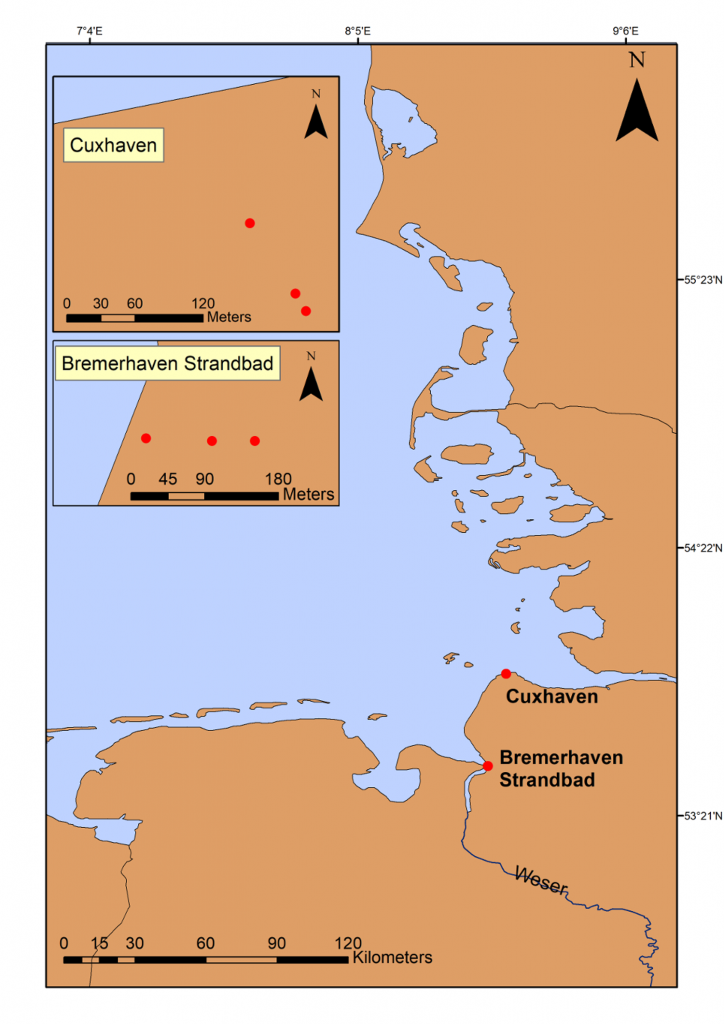 7°4'E 8°5'E 9°6'E
N
N
Cuxhaven
0 30 60 120
Meters
55°23'N
N
Bremerhaven Strandbad
0 45 90 180
Meters
54°22'N
Cuxhaven
Bremerhaven
Strandbad
53°21'N
Weser
0 15 30 60 90 120
Kilometers